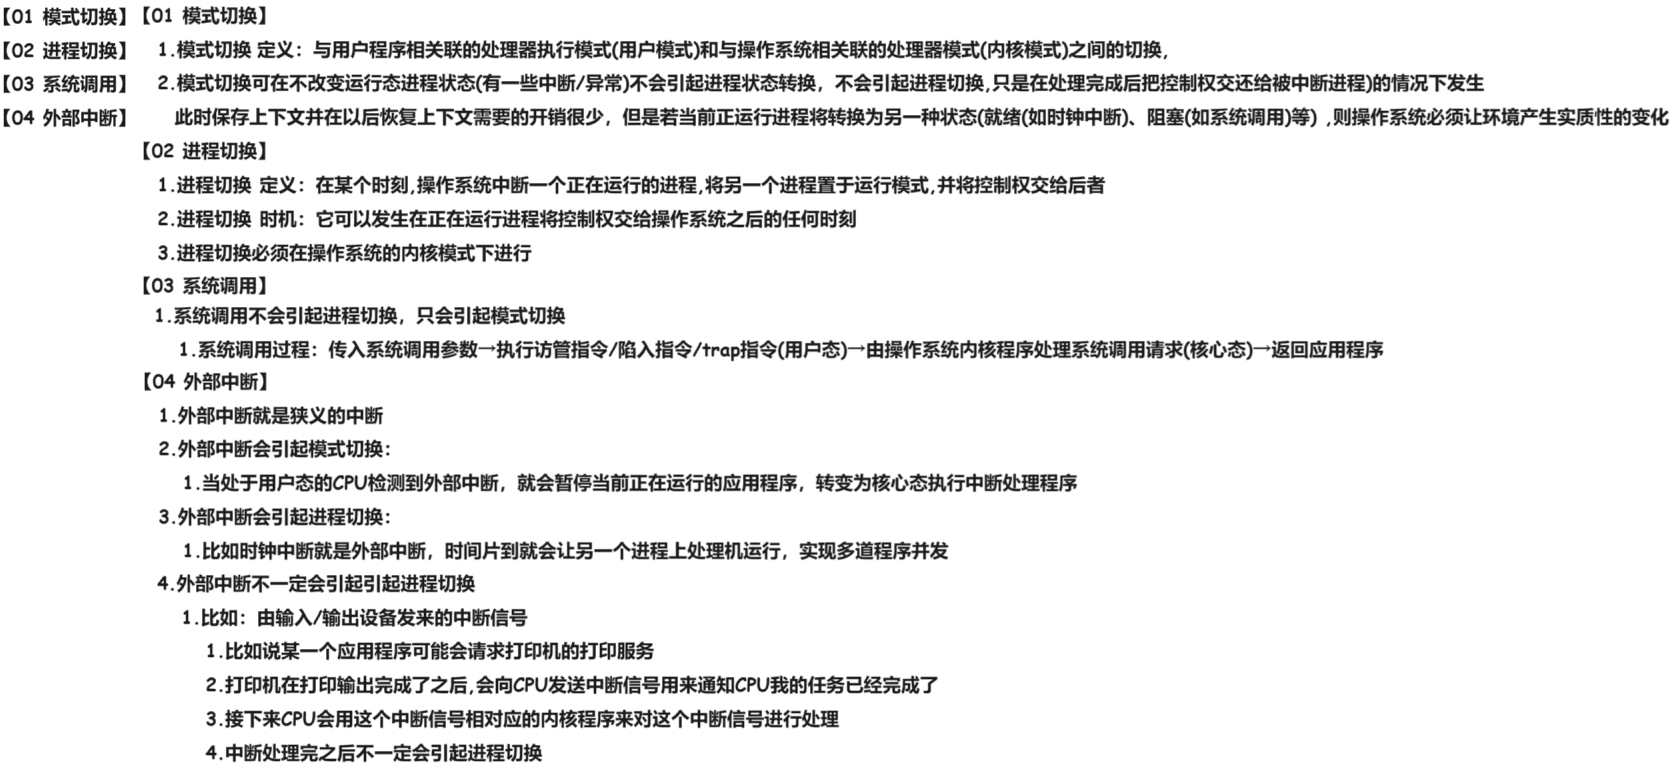 【01 模式切换】
【02 进程切换】
【03 系统调用】
【04 外部中断】
【01 模式切换】
1.模式切换 定义：与用户程序相关联的处理器执行模式(用户模式)和与操作系统相关联的处理器模式(内核模式)之间的切换,
2.模式切换可在不改变运行态进程状态(有一些中断/异常)不会引起进程状态转换，不会引起进程切换,只是在处理完成后把控制权交还给被中断进程)的情况下发生
此时保存上下文并在以后恢复上下文需要的开销很少，但是若当前正运行进程将转换为另一种状态(就绪(如时钟中断)、阻塞(如系统调用)等) ,则操作系统必须让环境产生实质性的变化
【02 进程切换】
1.进程切换 定义：在某个时刻,操作系统中断一个正在运行的进程,将另一个进程置于运行模式,并将控制权交给后者
2.进程切换 时机：它可以发生在正在运行进程将控制权交给操作系统之后的任何时刻
3.进程切换必须在操作系统的内核模式下进行
【03 系统调用】
1.系统调用不会引起进程切换，只会引起模式切换
1.系统调用过程：传入系统调用参数→执行访管指令/陷入指令/trap指令(用户态)→由操作系统内核程序处理系统调用请求(核心态)→返回应用程序
【04 外部中断】
1.外部中断就是狭义的中断
2.外部中断会引起模式切换：
1.当处于用户态的CPU检测到外部中断，就会暂停当前正在运行的应用程序，转变为核心态执行中断处理程序
3.外部中断会引起进程切换：
1.比如时钟中断就是外部中断，时间片到就会让另一个进程上处理机运行，实现多道程序并发
4.外部中断不一定会引起引起进程切换
1.比如：由输入/输出设备发来的中断信号
1.比如说某一个应用程序可能会请求打印机的打印服务
2.打印机在打印输出完成了之后,会向CPU发送中断信号用来通知CPU我的任务已经完成了
3.接下来CPU会用这个中断信号相对应的内核程序来对这个中断信号进行处理
4.中断处理完之后不一定会引起进程切换